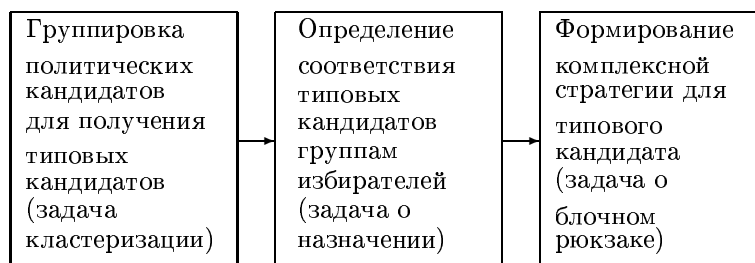 Группировка
политических
кандидатов
для получения
типовых
кандидатов
(задача
кластеризации)
Определение
соответствия
типовых
кандидатов
группам
избирателей
(задача о
назначении)
Формирование
комплексной
стратегии для
типового
кандидата
(задача о
блочном
рюкзаке)